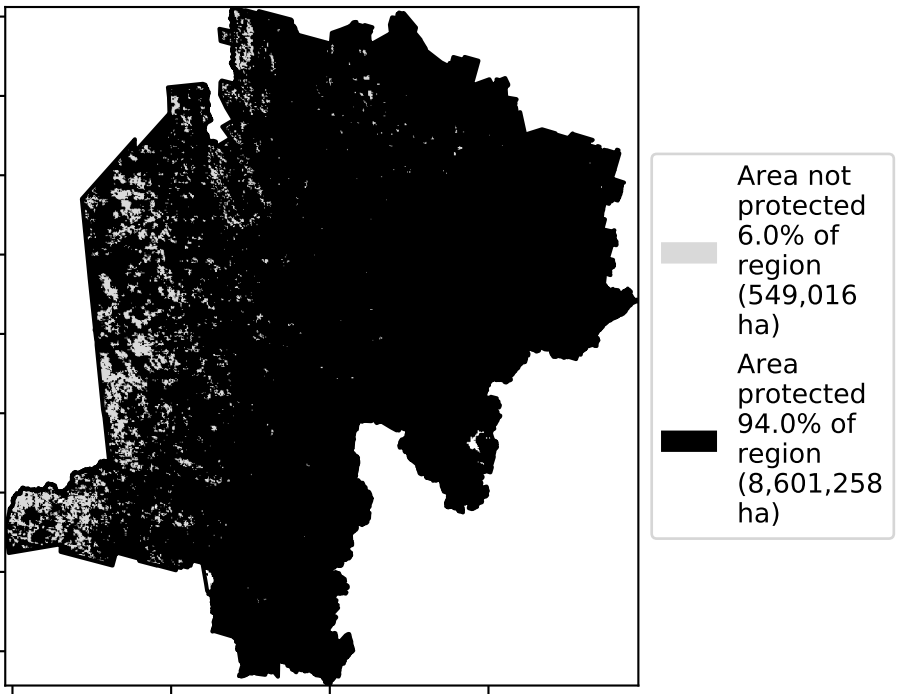 Area not
protected
6.0% of
region
(549,016
ha)
Area
protected
94.0% of
region
(8,601,258
ha)